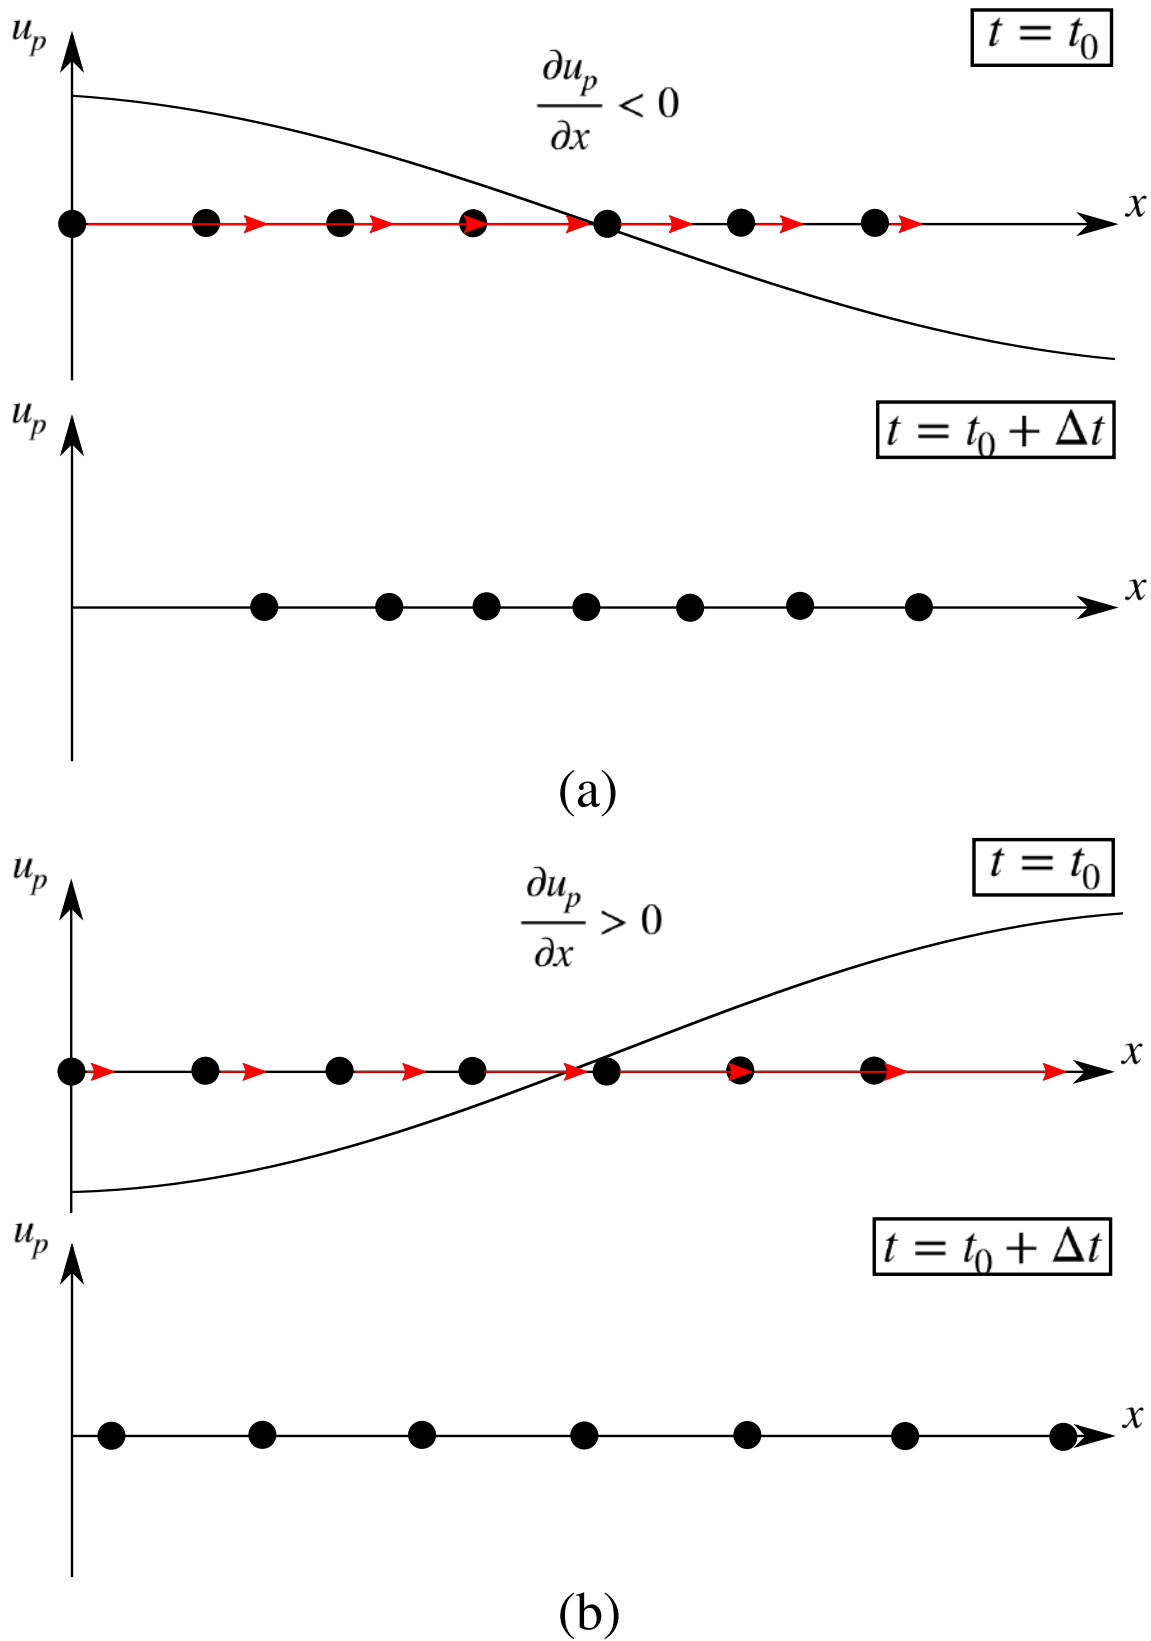 u_p
t = t_0
∂u_p/∂x < 0
x
u_p
t = t_0 + Δt
x
(a)
u_p
t = t_0
∂u_p/∂x > 0
x
u_p
t = t_0 + Δt
x
(b)